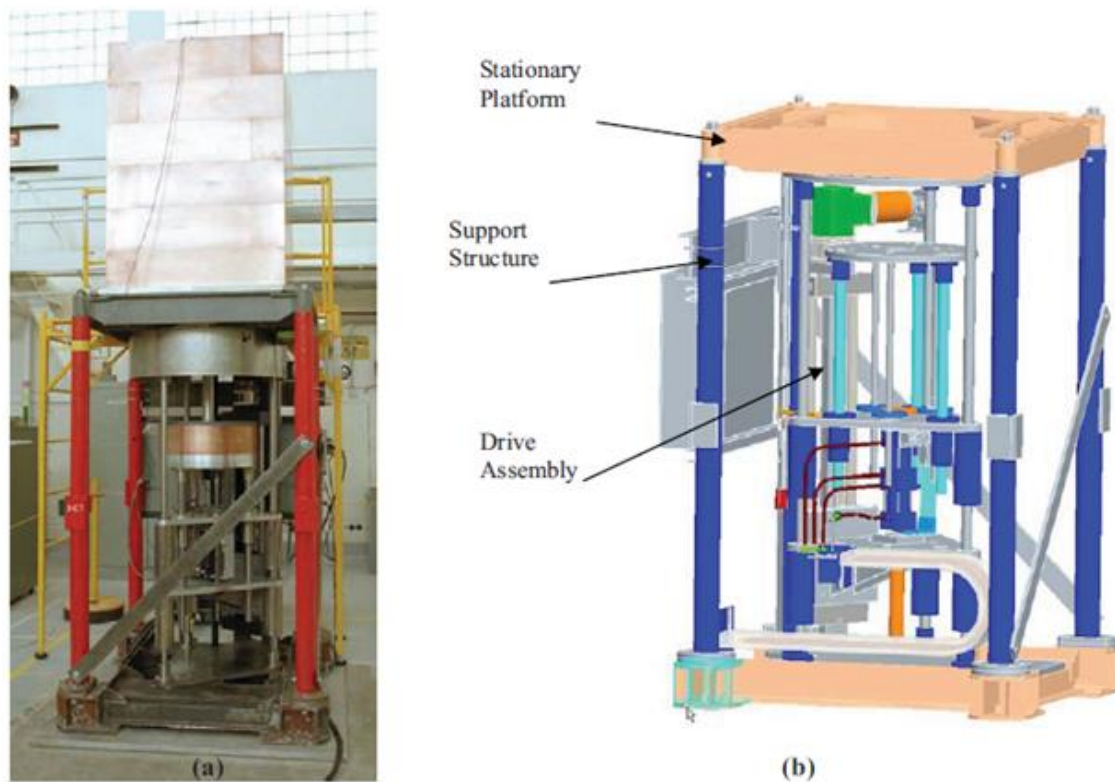 Stationary
Platform
Support
Structure
Drive
Assembly
(a)
(b)